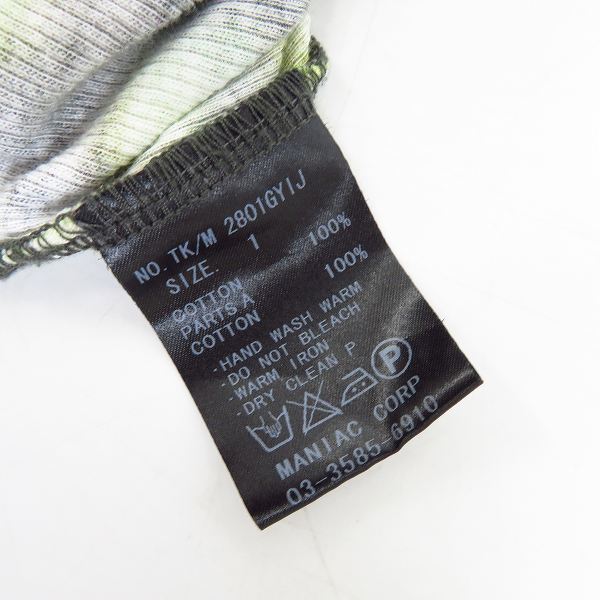 NO. TK/M 2801GYIJ
SIZE. 1
COTTON 100%
PARTS A
COTTON 100%
-HAND WASH WARM
-DO NOT BLEACH
-WARM IRON
-DRY CLEAN P
P
MANIAC CORP
03-3585-6910